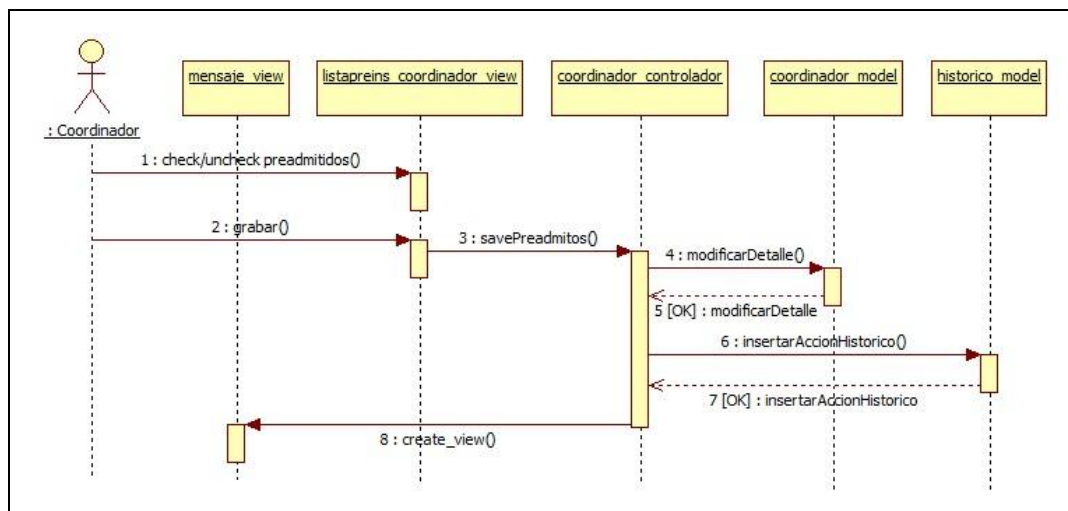 mensaje_view
listapreins_coordinador_view
coordinador_controlador
coordinador_model
historico_model
: Coordinador
1 : check/uncheck preadmitidos()
2 : grabar()
3 : savePreadmitos()
4 : modificarDetalle()
5 [OK] : modificarDetalle
6 : insertarAccionHistorico()
7 [OK] : insertarAccionHistorico
8 : create_view()